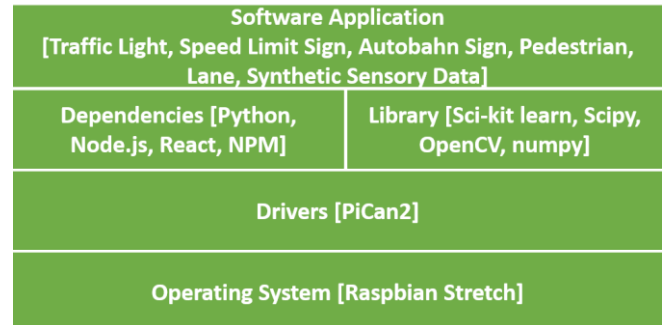 Software Application
[Traffic Light, Speed Limit Sign, Autobahn Sign, Pedestrian,
Lane, Synthetic Sensory Data]
Dependencies [Python,
Node.js, React, NPM]
Library [Sci-kit learn, Scipy,
OpenCV, numpy]
Drivers [PiCan2]
Operating System [Raspbian Stretch]